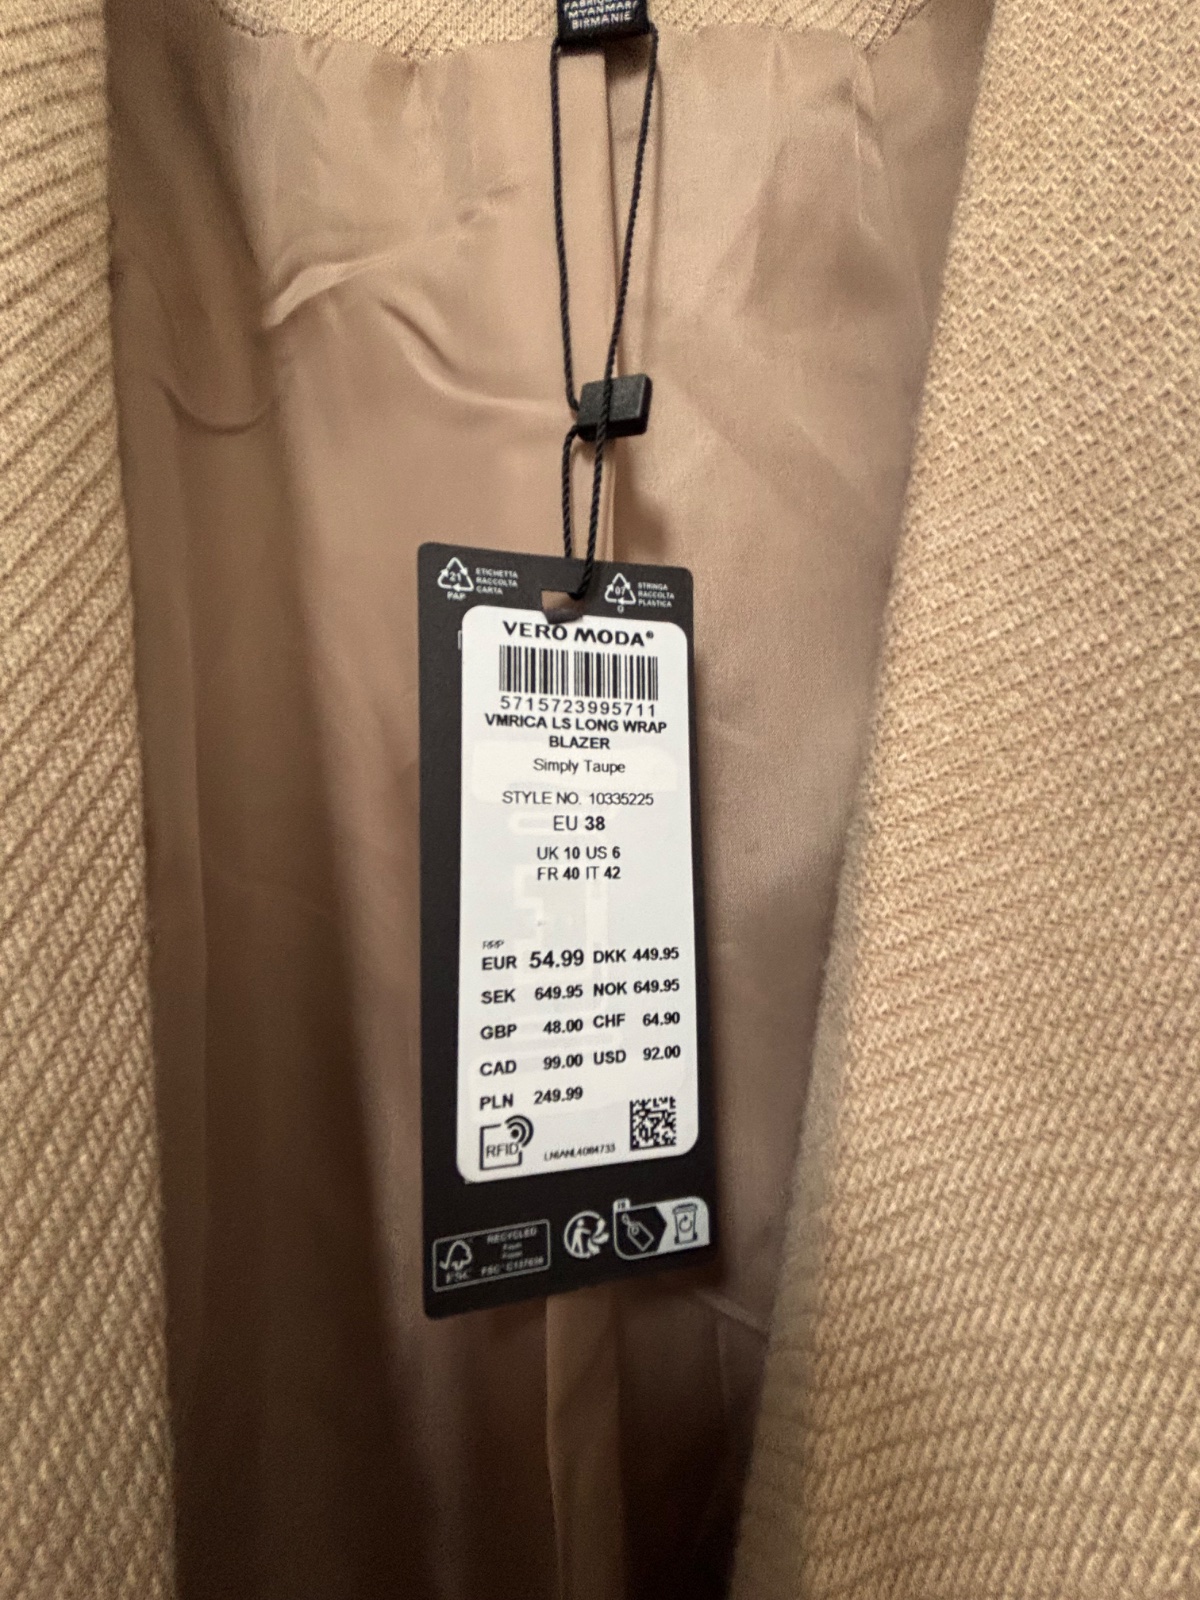 MYANMAR/
BIRMANIE
21
PAP
ETICHETTA
RACCOLTA
CARTA
07
O
STRINGA
RACCOLTA
PLASTICA
VERO MODA®
5715723995711
VMRICA LS LONG WRAP
BLAZER
Simply Taupe
STYLE NO. 10335225
EU 38
UK 10 US 6
FR 40 IT 42
RRP
EUR 54.99 DKK 449.95
SEK 649.95 NOK 649.95
GBP 48.00 CHF 64.90
CAD 99.00 USD 92.00
PLN 249.99
RFID
FR
FSC
RECYCLED